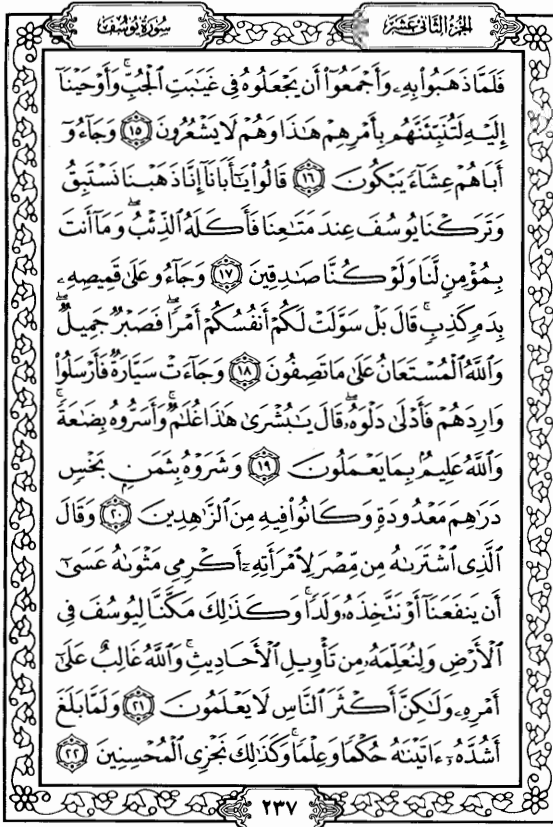 الجزء الثاني عشر
سورة يوسف
فَلَمَّا ذَهَبُوا۟ بِهِۦ وَأَجْمَعُوٓا۟ أَن يَجْعَلُوهُ فِى غَيَٰبَتِ ٱلْجُبِّ ۚ وَأَوْحَيْنَآ
إِلَيْهِ لَتُنَبِّئَنَّهُم بِأَمْرِهِمْ هَٰذَا وَهُمْ لَا يَشْعُرُونَ ١٥ وَجَآءُوٓ
أَبَاهُمْ عِشَآءً يَبْكُونَ ١٦ قَالُوا۟ يَٰٓأَبَانَآ إِنَّا ذَهَبْنَا نَسْتَبِقُ
وَتَرَكْنَا يُوسُفَ عِندَ مَتَٰعِنَا فَأَكَلَهُ ٱلذِّئْبُ ۖ وَمَآ أَنتَ
بِمُؤْمِنٍ لَّنَا وَلَوْ كُنَّا صَٰدِقِينَ ١٧ وَجَآءُو عَلَىٰ قَمِيصِهِۦ
بِدَمٍ كَذِبٍ ۚ قَالَ بَلْ سَوَّلَتْ لَكُمْ أَنفُسُكُمْ أَمْرًا ۖ فَصَبْرٌ جَمِيلٌ ۖ
وَٱللَّهُ ٱلْمُسْتَعَانُ عَلَىٰ مَا تَصِفُونَ ١٨ وَجَآءَتْ سَيَّارَةٌ فَأَرْسَلُوا۟
وَارِدَهُمْ فَأَدْلَىٰ دَلْوَهُۥ ۖ قَالَ يَٰبُشْرَىٰ هَٰذَا غُلَٰمٌ ۚ وَأَسَرُّوهُ بِضَٰعَةً ۚ
وَٱللَّهُ عَلِيمٌۢ بِمَا يَعْمَلُونَ ١٩ وَشَرَوْهُ بِثَمَنٍۭ بَخْسٍ
دَرَٰهِمَ مَعْدُودَةٍ وَكَانُوا۟ فِيهِ مِنَ ٱلزَّٰهِدِينَ ٢٠ وَقَالَ
ٱلَّذِى ٱشْتَرَىٰهُ مِن مِّصْرَ لِٱمْرَأَتِهِۦٓ أَكْرِمِى مَثْوَىٰهُ عَسَىٰٓ
أَن يَنفَعَنَآ أَوْ نَتَّخِذَهُۥ وَلَدًا ۚ وَكَذَٰلِكَ مَكَّنَّا لِيُوسُفَ فِى
ٱلْأَرْضِ وَلِنُعَلِّمَهُۥ مِن تَأْوِيلِ ٱلْأَحَادِيثِ ۚ وَٱللَّهُ غَالِبٌ عَلَىٰٓ
أَمْرِهِۦ وَلَٰكِنَّ أَكْثَرَ ٱلنَّاسِ لَا يَعْلَمُونَ ٢١ وَلَمَّا بَلَغَ
أَشُدَّهُۥٓ ءَاتَيْنَٰهُ حُكْمًا وَعِلْمًا ۚ وَكَذَٰلِكَ نَجْزِى ٱلْمُحْسِنِينَ ٢٢
٢٣٧